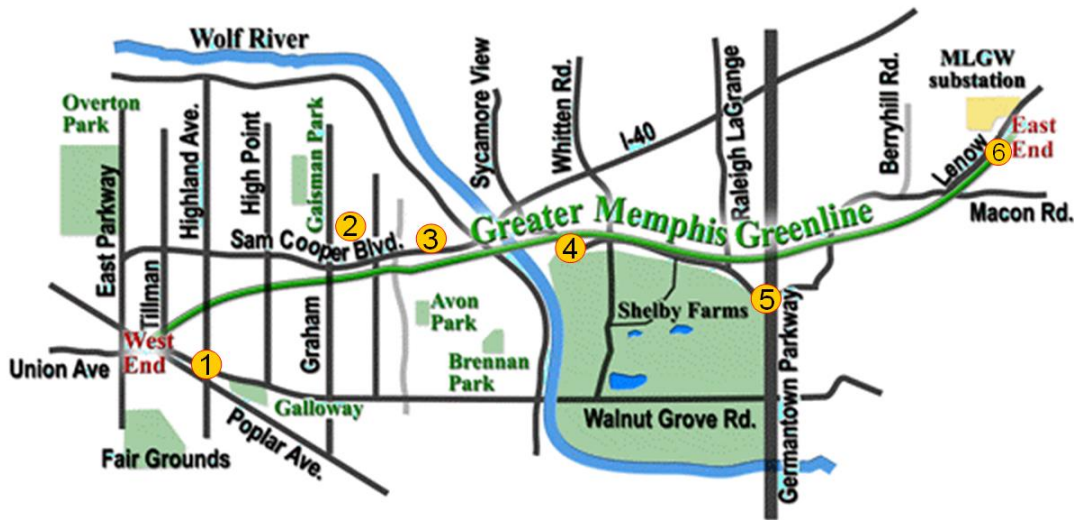 Wolf River
MLGW
substation
Overton
Park
East Parkway
Tillman
Highland Ave.
High Point
Gaisman Park
Sycamore View
Whitten Rd.
I-40
Raleigh LaGrange
Berryhill Rd.
Lenow
East
End
6
Macon Rd.
2
Sam Cooper Blvd.
3
Greater Memphis Greenline
4
5
Shelby Farms
Germantown Parkway
Avon
Park
Brennan
Park
Graham
West
End
1
Union Ave
Galloway
Walnut Grove Rd.
Poplar Ave.
Fair Grounds